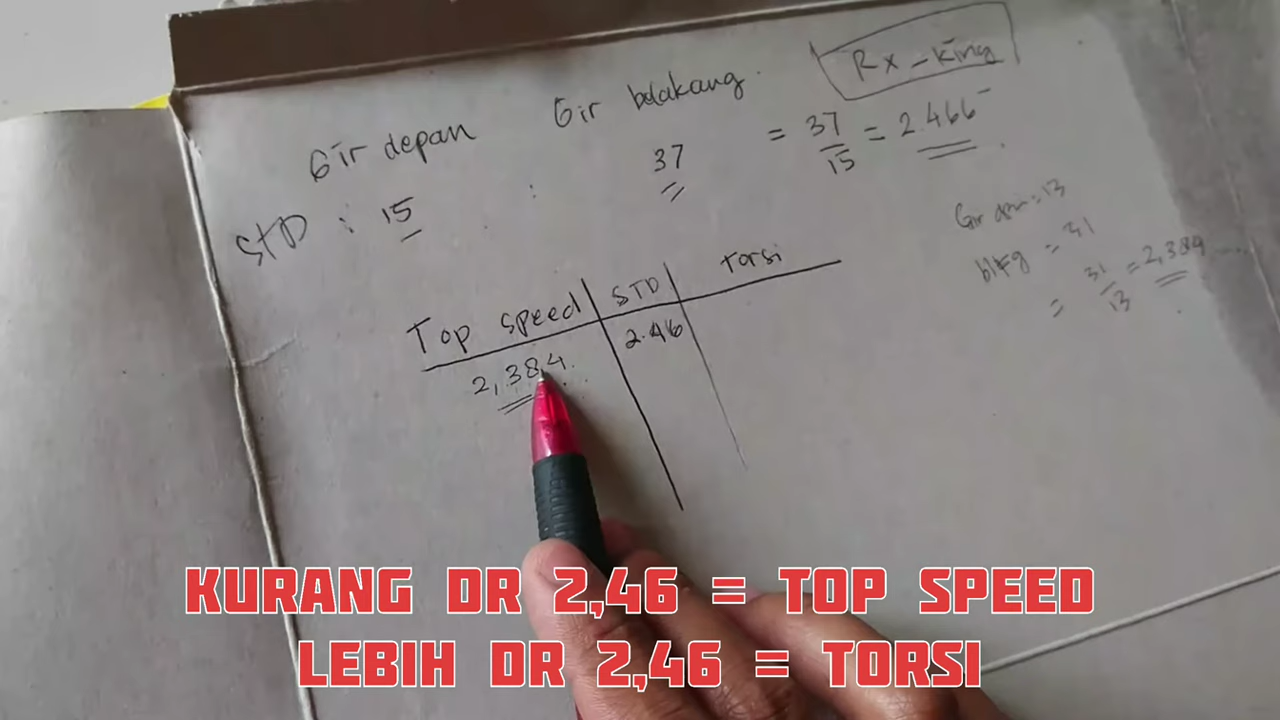 Rx-King
Gir depan Gir belakang.
STD : 15 : 37 = 37/15 = 2.466
Gir dpn = 13
blkg = 31
= 31/13 = 2,384....
Top speed STD Torsi
2,384... 2.46
KURANG DR 2,46 = TOP SPEED
LEBIH DR 2,46 = TORSI